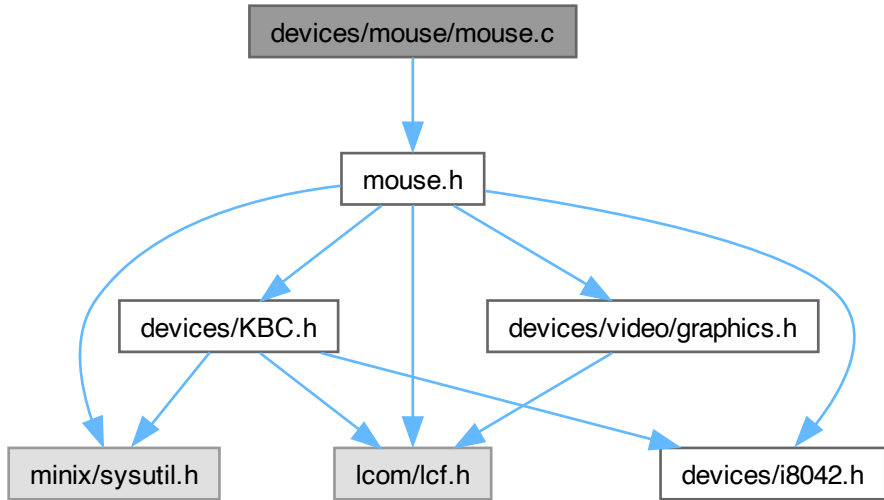 devices/mouse/mouse.c
mouse.h
devices/KBC.h
devices/video/graphics.h
minix/sysutil.h
lcom/lcf.h
devices/i8042.h